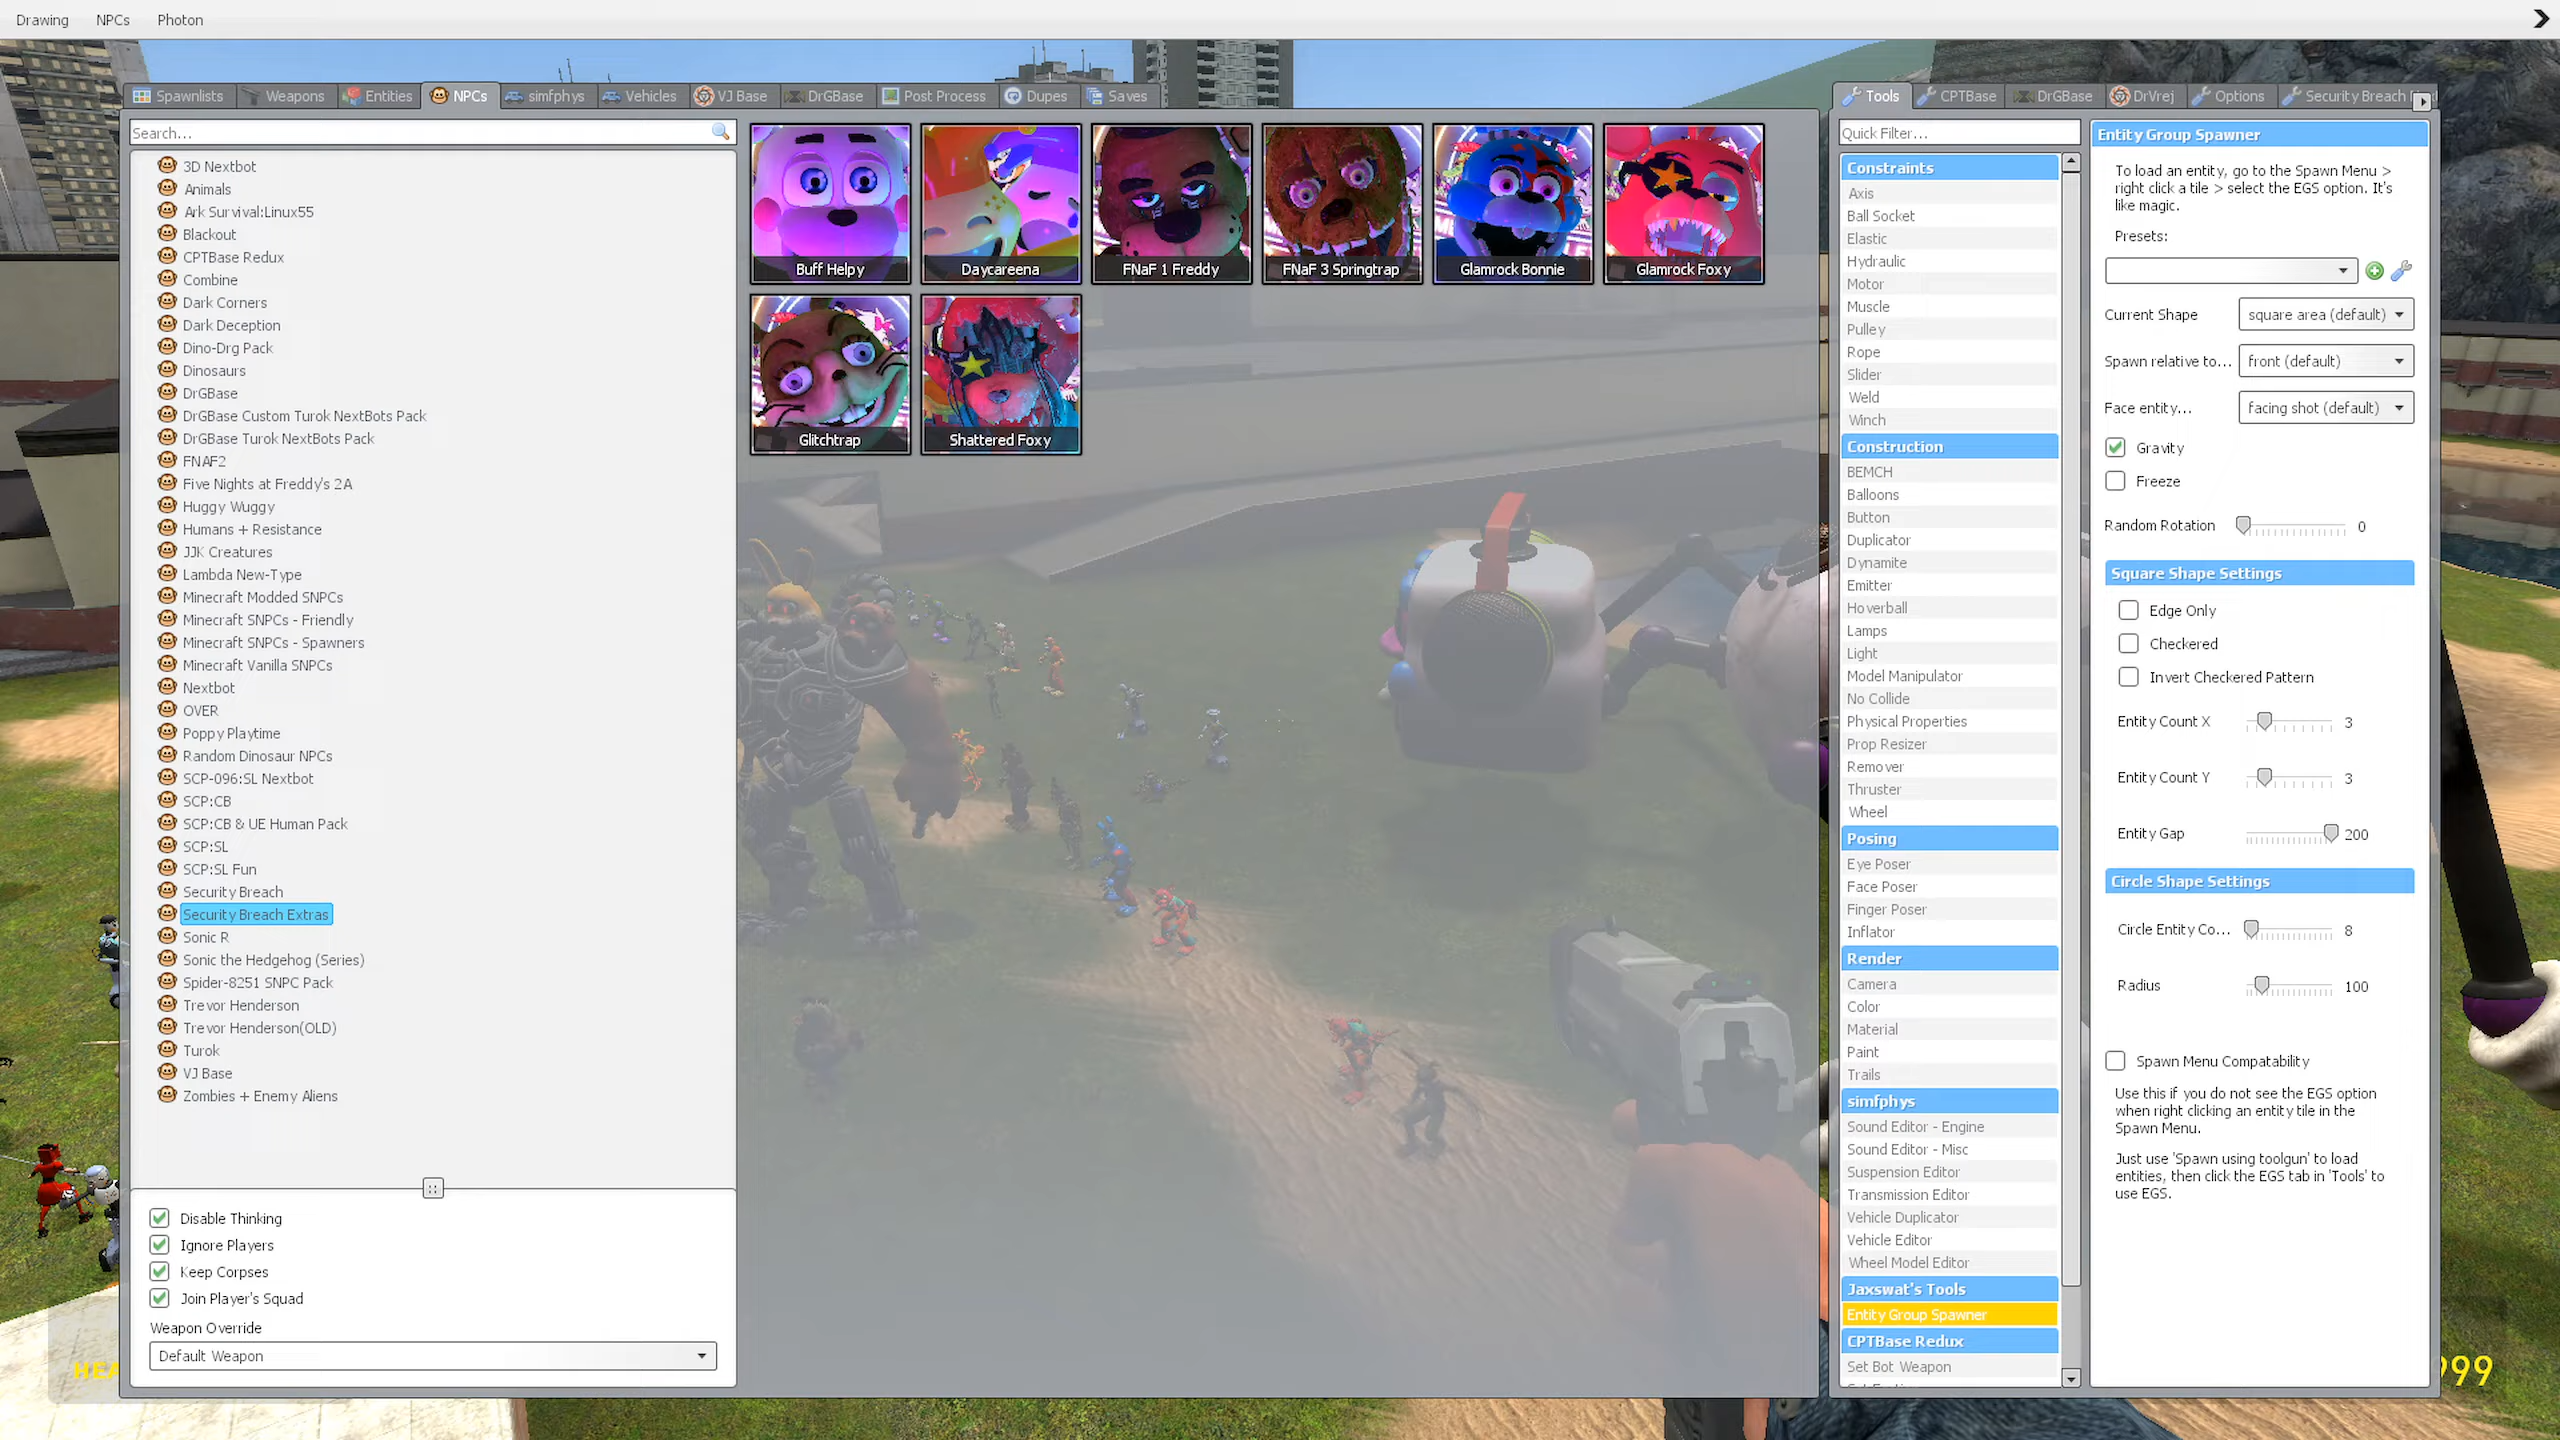 Drawing NPCs Photon
Spawnlists Weapons Entities NPCs simfphys Vehicles VJ Base DrGBase Post Process Dupes Saves
Search...
3D Nextbot
Animals
Ark Survival:Linux55
Blackout
CPTBase Redux
Combine
Dark Corners
Dark Deception
Dino-Drg Pack
Dinosaurs
DrGBase
DrGBase Custom Turok NextBots Pack
DrGBase Turok NextBots Pack
FNAF2
Five Nights at Freddy's 2A
Huggy Wuggy
Humans + Resistance
JJK Creatures
Lambda New-Type
Minecraft Modded SNPCs
Minecraft SNPCs - Friendly
Minecraft SNPCs - Spawners
Minecraft Vanilla SNPCs
Nextbot
OVER
Poppy Playtime
Random Dinosaur NPCs
SCP-096:SL Nextbot
SCP:CB
SCP:CB & UE Human Pack
SCP:SL
SCP:SL Fun
Security Breach
Security Breach Extras
Sonic R
Sonic the Hedgehog (Series)
Spider-8251 SNPC Pack
Trevor Henderson
Trevor Henderson(OLD)
Turok
VJ Base
Zombies + Enemy Aliens
Disable Thinking
Ignore Players
Keep Corpses
Join Player's Squad
Weapon Override
Default Weapon
Buff Helpy Daycareena FNaF 1 Freddy FNaF 3 Springtrap Glamrock Bonnie Glamrock Foxy
Glitchtrap Shattered Foxy
Tools CPTBase DrGBase DrVrej Options Security Breach
Quick Filter...
Constraints
Axis
Ball Socket
Elastic
Hydraulic
Motor
Muscle
Pulley
Rope
Slider
Weld
Winch
Construction
BEMCH
Balloons
Button
Duplicator
Dynamite
Emitter
Hoverball
Lamps
Light
Model Manipulator
No Collide
Physical Properties
Prop Resizer
Remover
Thruster
Wheel
Posing
Eye Poser
Face Poser
Finger Poser
Inflator
Render
Camera
Color
Material
Paint
Trails
simfphys
Sound Editor - Engine
Sound Editor - Misc
Suspension Editor
Transmission Editor
Vehicle Duplicator
Vehicle Editor
Wheel Model Editor
Jaxswat's Tools
Entity Group Spawner
CPTBase Redux
Set Bot Weapon
Entity Group Spawner
To load an entity, go to the Spawn Menu >
right click a tile > select the EGS option. It's
like magic.
Presets:
Current Shape square area (default)
Spawn relative to... front (default)
Face entity... facing shot (default)
Gravity
Freeze
Random Rotation 0
Square Shape Settings
Edge Only
Checkered
Invert Checkered Pattern
Entity Count X 3
Entity Count Y 3
Entity Gap 200
Circle Shape Settings
Circle Entity Co... 8
Radius 100
Spawn Menu Compatability
Use this if you do not see the EGS option
when right clicking an entity tile in the
Spawn Menu.
Just use 'Spawn using toolgun' to load
entities, then click the EGS tab in 'Tools' to
use EGS.
HEA
999